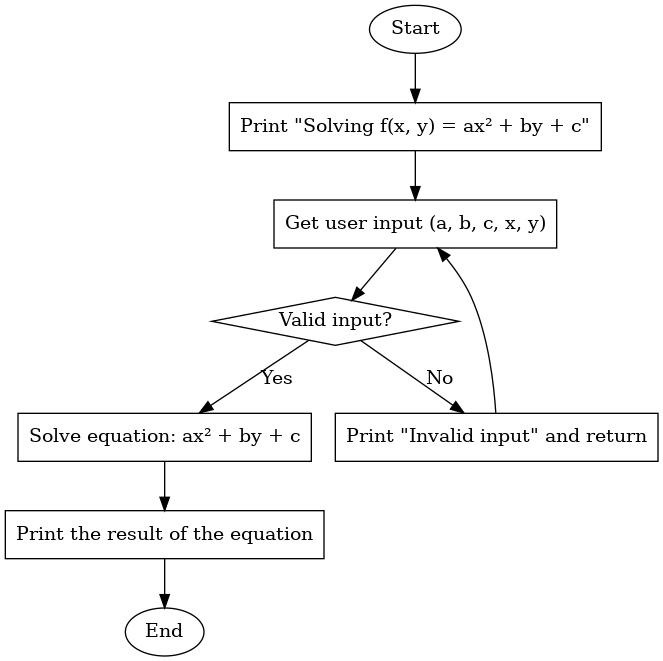 Start
Print "Solving f(x, y) = ax² + by + c"
Get user input (a, b, c, x, y)
Valid input?
Yes
No
Solve equation: ax² + by + c
Print "Invalid input" and return
Print the result of the equation
End